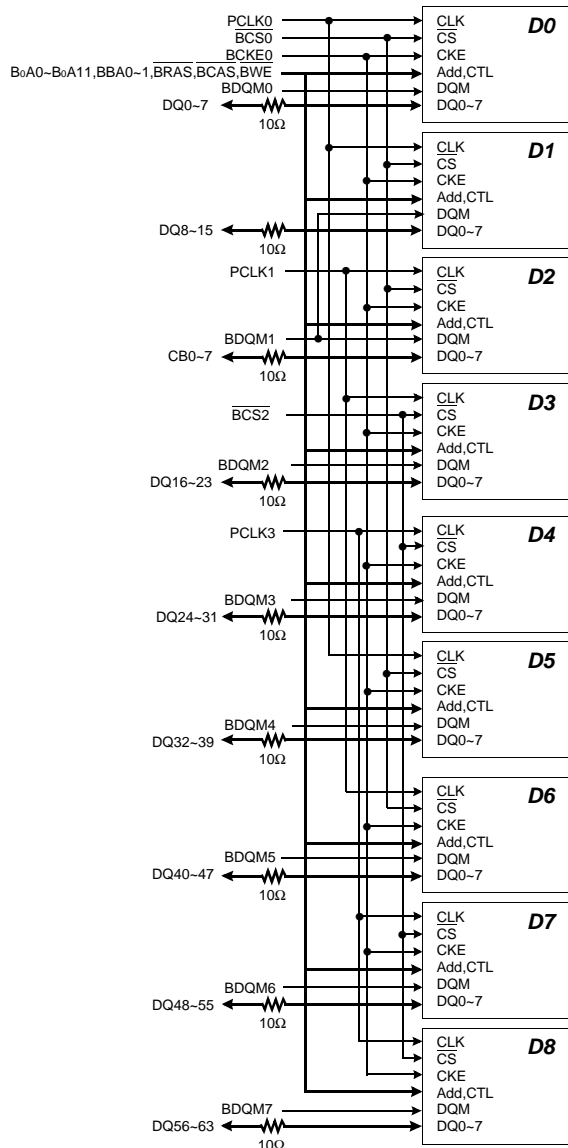 PCLK0 CLK D0
BCS0 CS
BCKE0 CKE
B0A0~B0A11,BBA0~1,BRAS,BCAS,BWE Add,CTL
BDQM0 DQM
DQ0~7 DQ0~7
10Ω
CLK D1
CS
CKE
Add,CTL
DQM
DQ8~15 DQ0~7
10Ω
PCLK1 CLK D2
CS
CKE
Add,CTL
BDQM1 DQM
CB0~7 DQ0~7
10Ω
CLK D3
BCS2 CS
CKE
Add,CTL
BDQM2 DQM
DQ16~23 DQ0~7
10Ω
PCLK3 CLK D4
CS
CKE
Add,CTL
BDQM3 DQM
DQ24~31 DQ0~7
10Ω
CLK D5
CS
CKE
Add,CTL
BDQM4 DQM
DQ32~39 DQ0~7
10Ω
CLK D6
CS
CKE
Add,CTL
BDQM5 DQM
DQ40~47 DQ0~7
10Ω
CLK D7
CS
CKE
Add,CTL
BDQM6 DQM
DQ48~55 DQ0~7
10Ω
CLK D8
CS
CKE
Add,CTL
BDQM7 DQM
DQ56~63 DQ0~7
10Ω